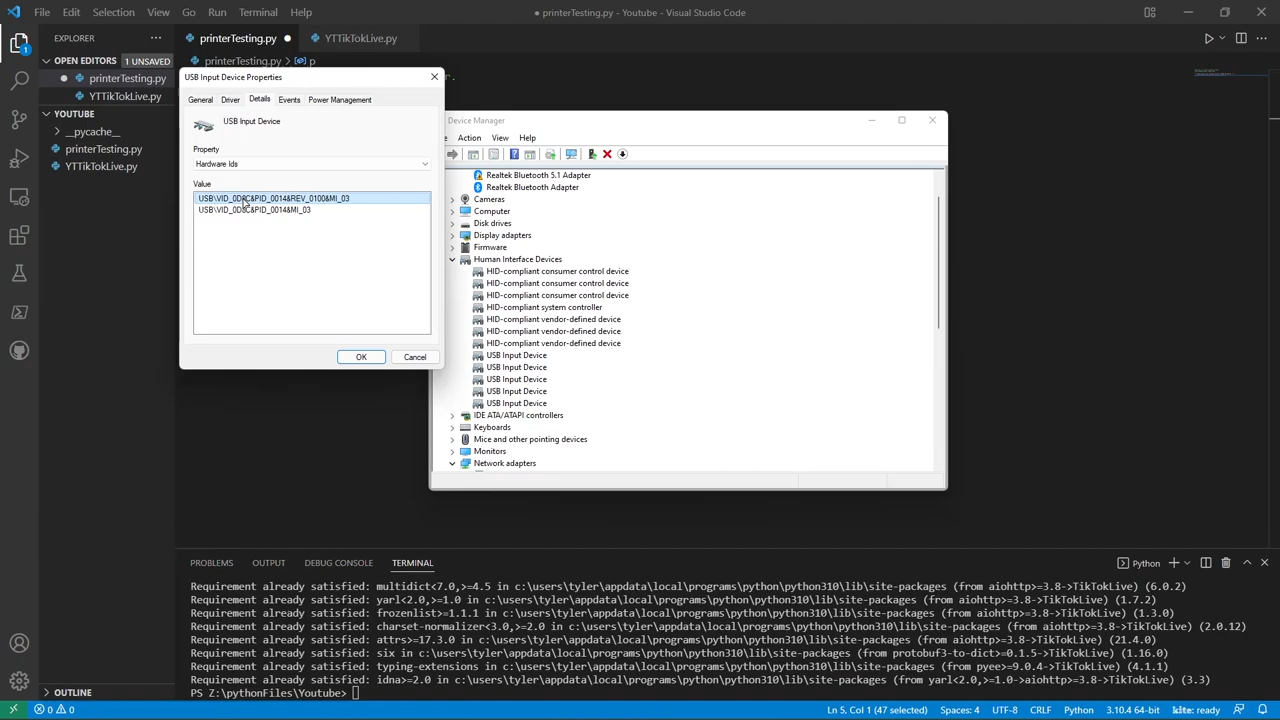 File Edit Selection View Go Run Terminal Help
● printerTesting.py - Youtube - Visual Studio Code
EXPLORER
OPEN EDITORS 1 UNSAVED
printerTesting.py
YTTikTokLive.py
YOUTUBE
__pycache__
printerTesting.py
YTTikTokLive.py
OUTLINE
printerTesting.py
YTTikTokLive.py
printerTesting.py > p
USB Input Device Properties
General Driver Details Events Power Management
USB Input Device
Property
Hardware Ids
Value
USB\VID_0D8C&PID_0014&REV_0100&MI_03
USB\VID_0D8C&PID_0014&MI_03
OK Cancel
Device Manager
Action View Help
Realtek Bluetooth 5.1 Adapter
Realtek Bluetooth Adapter
Cameras
Computer
Disk drives
Display adapters
Firmware
Human Interface Devices
HID-compliant consumer control device
HID-compliant consumer control device
HID-compliant consumer control device
HID-compliant system controller
HID-compliant vendor-defined device
HID-compliant vendor-defined device
HID-compliant vendor-defined device
USB Input Device
USB Input Device
USB Input Device
USB Input Device
USB Input Device
IDE ATA/ATAPI controllers
Keyboards
Mice and other pointing devices
Monitors
Network adapters
PROBLEMS OUTPUT DEBUG CONSOLE TERMINAL
Python
Requirement already satisfied: multidict<7.0,>=4.5 in c:\users\tyler\appdata\local\programs\python\python310\lib\site-packages (from aiohttp>=3.8->TikTokLive) (6.0.2)
Requirement already satisfied: yarl<2.0,>=1.0 in c:\users\tyler\appdata\local\programs\python\python310\lib\site-packages (from aiohttp>=3.8->TikTokLive) (1.7.2)
Requirement already satisfied: frozenlist>=1.1.1 in c:\users\tyler\appdata\local\programs\python\python310\lib\site-packages (from aiohttp>=3.8->TikTokLive) (1.3.0)
Requirement already satisfied: charset-normalizer<3.0,>=2.0 in c:\users\tyler\appdata\local\programs\python\python310\lib\site-packages (from aiohttp>=3.8->TikTokLive) (2.0.12)
Requirement already satisfied: attrs>=17.3.0 in c:\users\tyler\appdata\local\programs\python\python310\lib\site-packages (from aiohttp>=3.8->TikTokLive) (21.4.0)
Requirement already satisfied: six in c:\users\tyler\appdata\local\programs\python\python310\lib\site-packages (from protobuf3-to-dict>=0.1.5->TikTokLive) (1.16.0)
Requirement already satisfied: typing-extensions in c:\users\tyler\appdata\local\programs\python\python310\lib\site-packages (from pyee>=9.0.4->TikTokLive) (4.1.1)
Requirement already satisfied: idna>=2.0 in c:\users\tyler\appdata\local\programs\python\python310\lib\site-packages (from yarl<2.0,>=1.0->aiohttp>=3.8->TikTokLive) (3.3)
PS Z:\pythonFiles\Youtube>
0 0 Ln 5, Col 1 (47 selected) Spaces: 4 UTF-8 CRLF Python 3.10.4 64-bit kite: ready